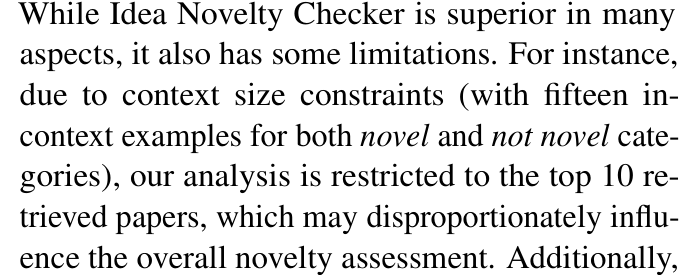 While Idea Novelty Checker is superior in many
aspects, it also has some limitations. For instance,
due to context size constraints (with fifteen in-
context examples for both novel and not novel cate-
gories), our analysis is restricted to the top 10 re-
trieved papers, which may disproportionately influ-
ence the overall novelty assessment. Additionally,